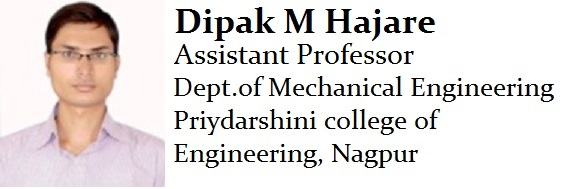 Dipak M Hajare
Assistant Professor
Dept.of Mechanical Engineering
Priydarshini college of
Engineering, Nagpur